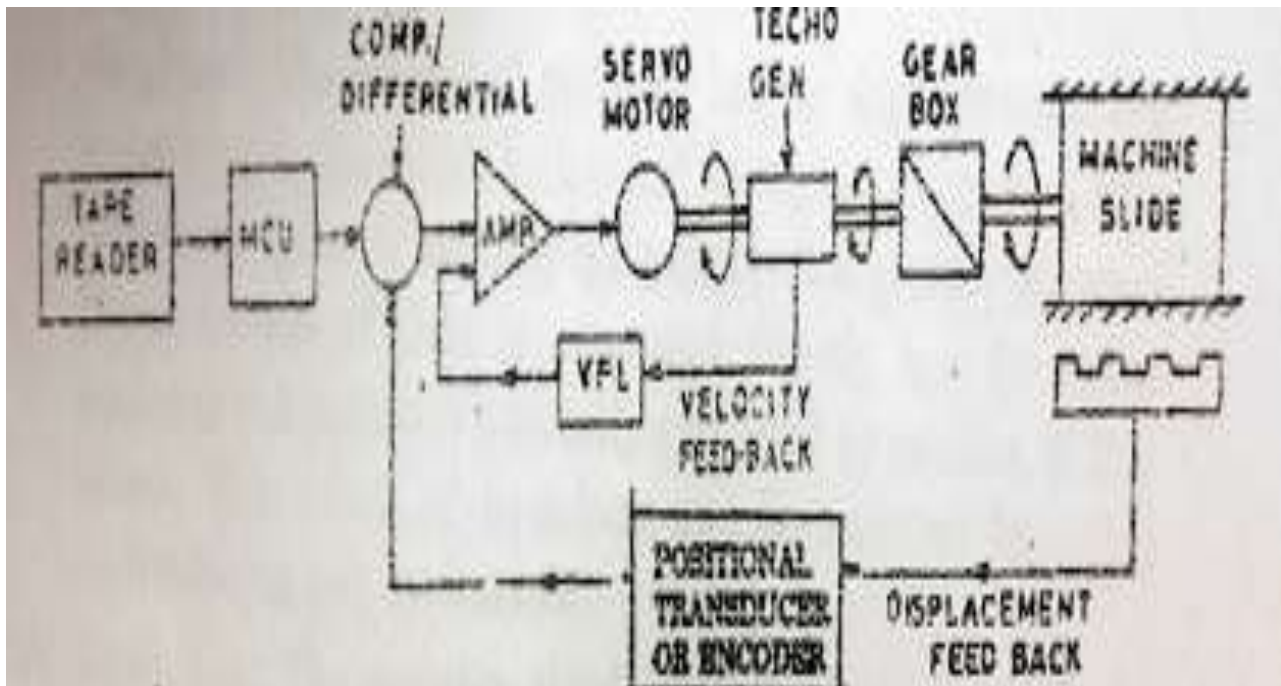 COMP./
DIFFERENTIAL
SERVO
MOTOR
TECHO
GEN
GEAR
BOX
MACHINE
SLIDE
TAPE
READER
MCU
AMP.
VPL
VELOCITY
FEED-BACK
POSITIONAL
TRANSDUCER
OR ENCODER
DISPLACEMENT
FEED BACK